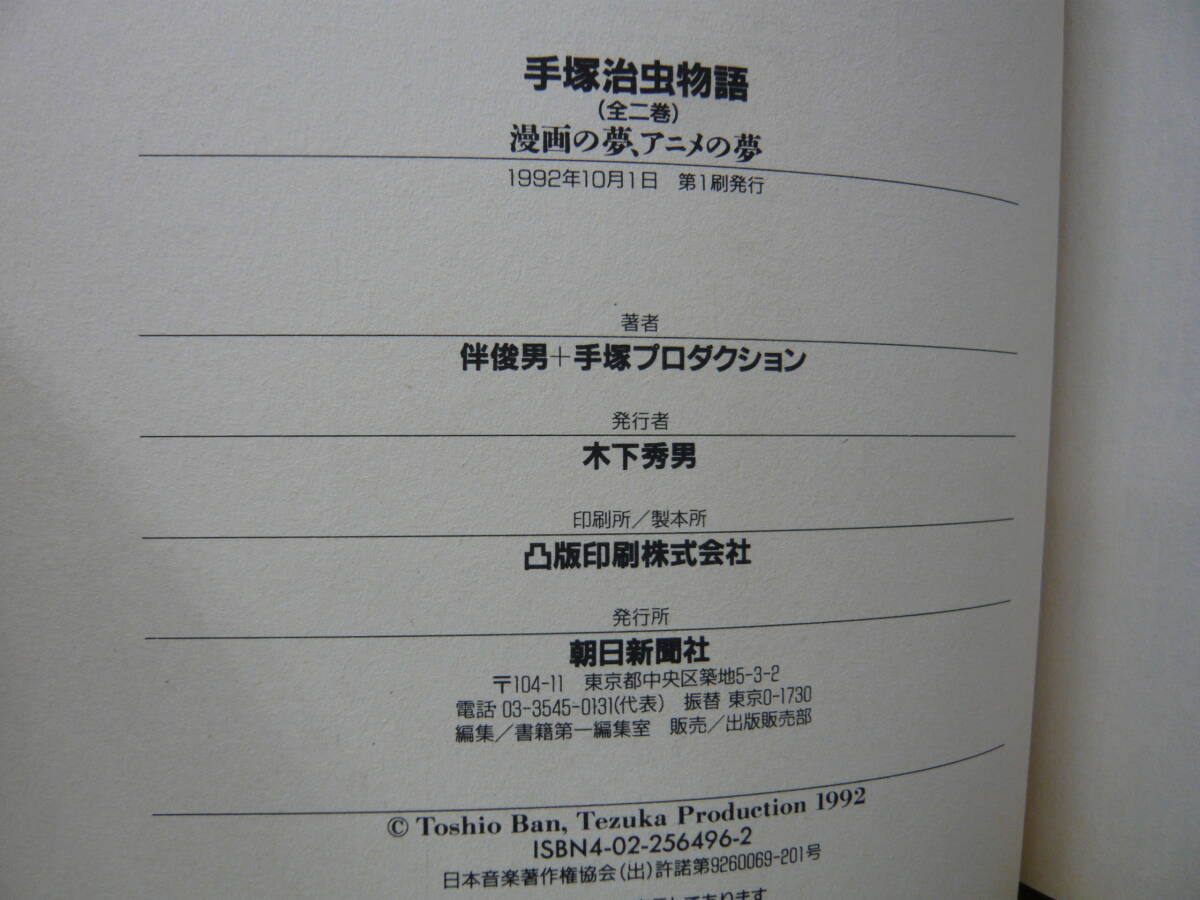 手塚治虫物語
(全二巻)
漫画の夢、アニメの夢
1992年10月1日　第1刷発行
著者
伴俊男＋手塚プロダクション
発行者
木下秀男
印刷所／製本所
凸版印刷株式会社
発行所
朝日新聞社
〒104-11　東京都中央区築地5-3-2
電話 03-3545-0131(代表)　振替 東京0-1730
編集／書籍第一編集室　販売／出版販売部
© Toshio Ban, Tezuka Production 1992
ISBN4-02-256496-2
日本音楽著作権協会(出)許諾第9260069-201号
してあります